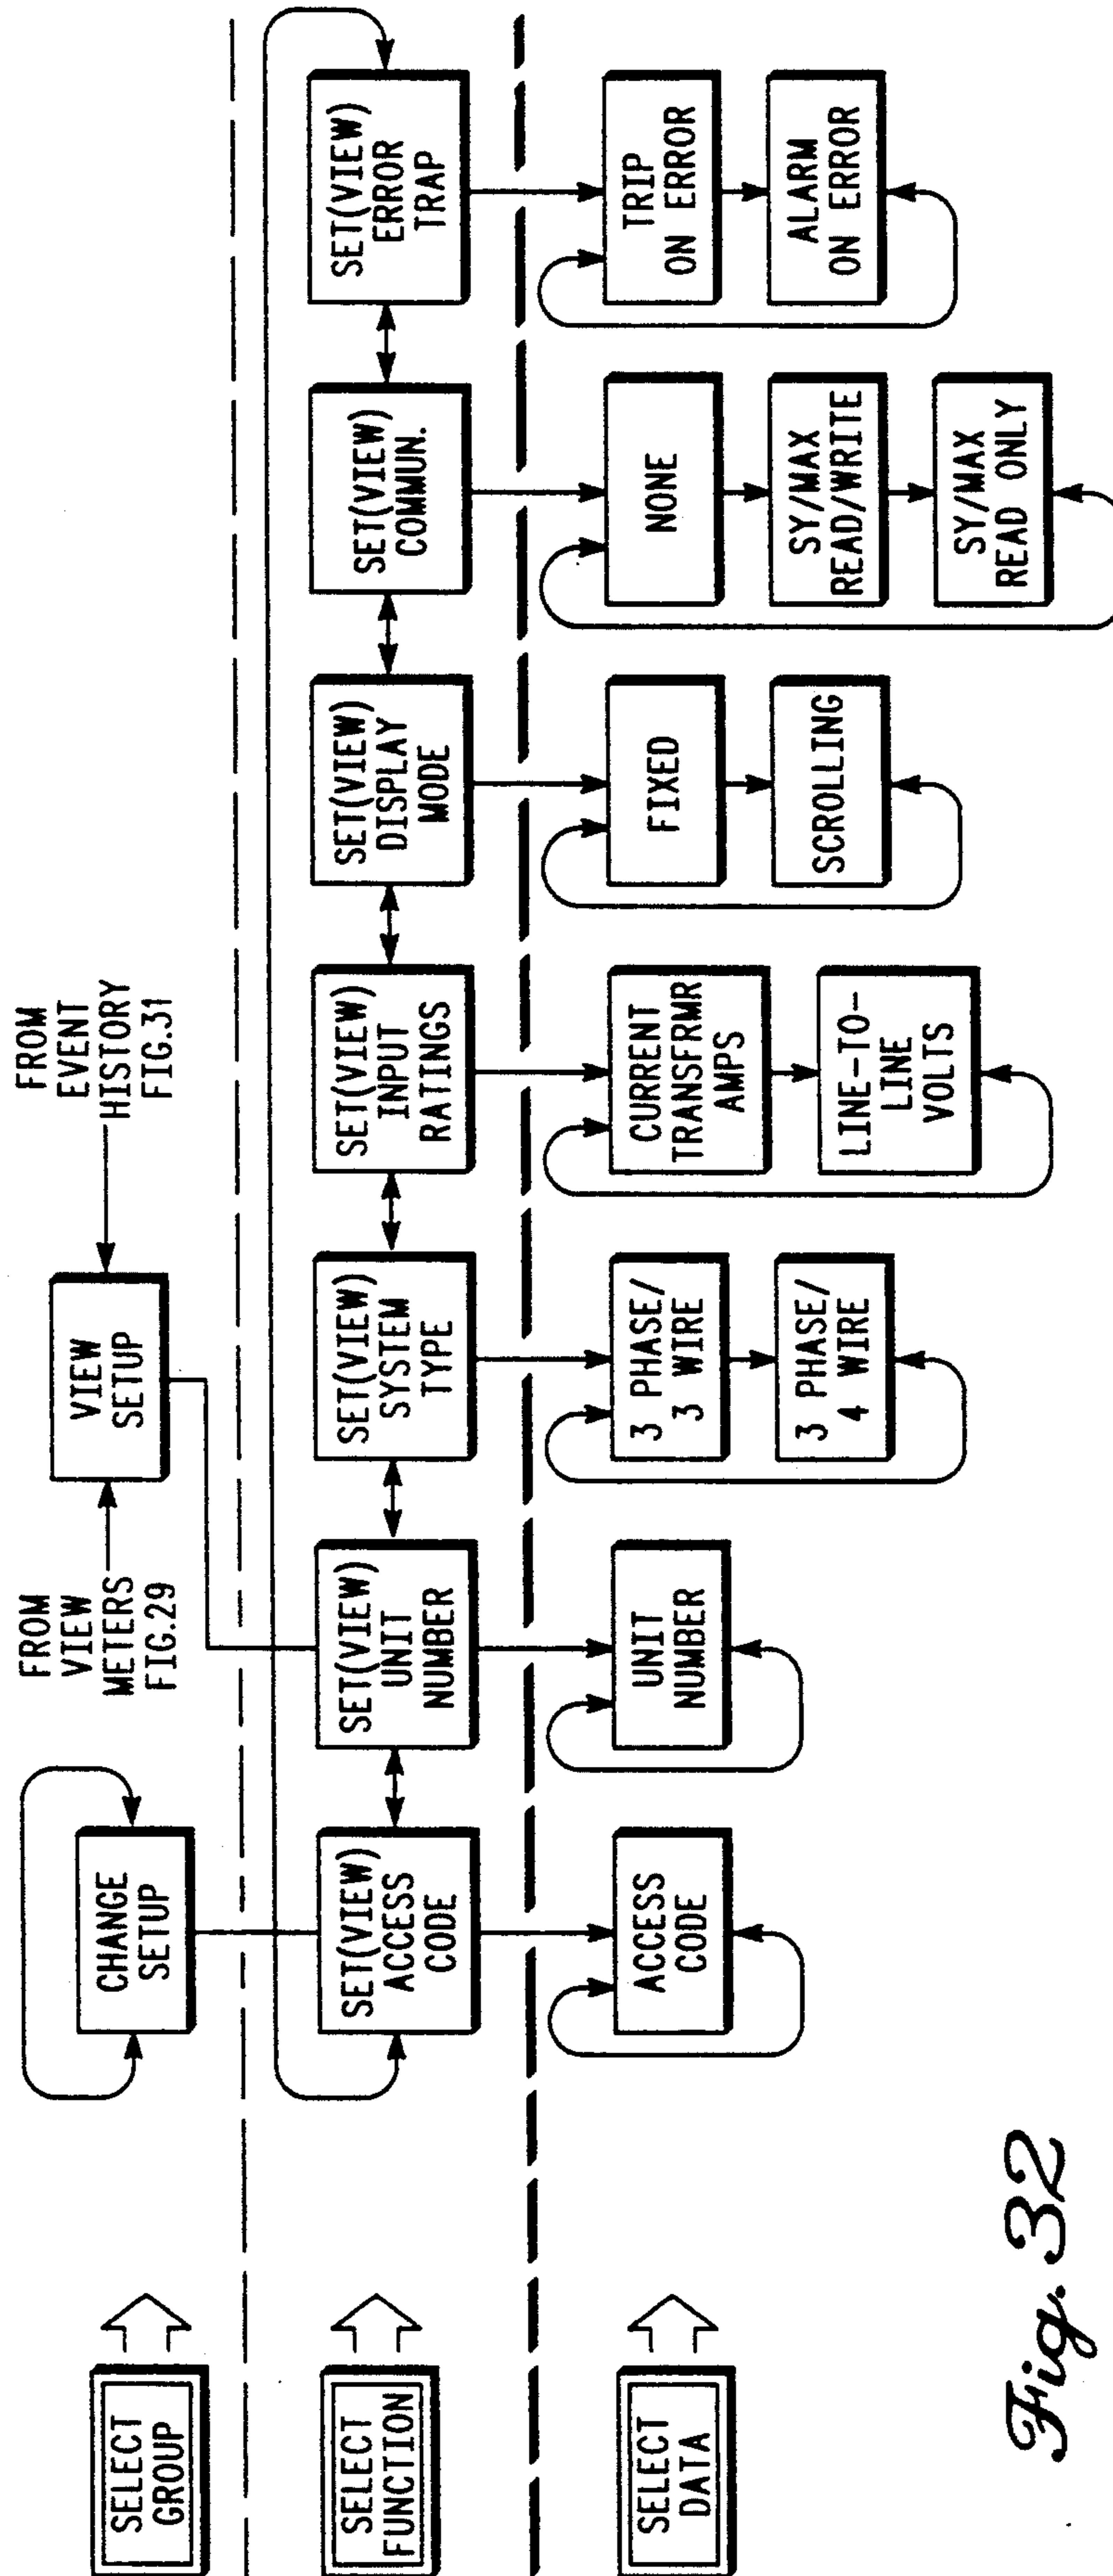 SELECT
GROUP
CHANGE
SETUP
FROM
VIEW
METERS
FIG.29
VIEW
SETUP
FROM
EVENT
HISTORY
FIG.31
SELECT
FUNCTION
SET(VIEW)
ACCESS
CODE
SET(VIEW)
UNIT
NUMBER
SET(VIEW)
SYSTEM
TYPE
SET(VIEW)
INPUT
RATINGS
SET(VIEW)
DISPLAY
MODE
SET(VIEW)
COMMUN.
SET(VIEW)
ERROR
TRAP
SELECT
DATA
ACCESS
CODE
UNIT
NUMBER
3 PHASE/
3 WIRE
3 PHASE/
4 WIRE
CURRENT
TRANSFRMR
AMPS
LINE-TO-
LINE
VOLTS
FIXED
SCROLLING
NONE
SY/MAX
READ/WRITE
SY/MAX
READ ONLY
TRIP
ON ERROR
ALARM
ON ERROR
Fig. 32